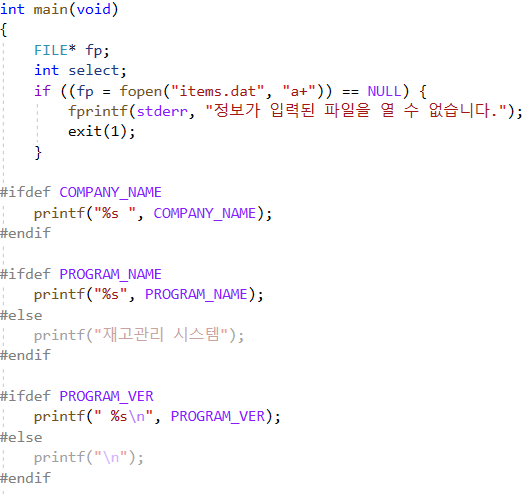 int main(void)
{
    FILE* fp;
    int select;
    if ((fp = fopen("items.dat", "a+")) == NULL) {
        fprintf(stderr, "정보가 입력된 파일을 열 수 없습니다.");
        exit(1);
    }

#ifdef COMPANY_NAME
    printf("%s ", COMPANY_NAME);
#endif

#ifdef PROGRAM_NAME
    printf("%s", PROGRAM_NAME);
#else
    printf("재고관리 시스템");
#endif

#ifdef PROGRAM_VER
    printf(" %s\n", PROGRAM_VER);
#else
    printf("\n");
#endif